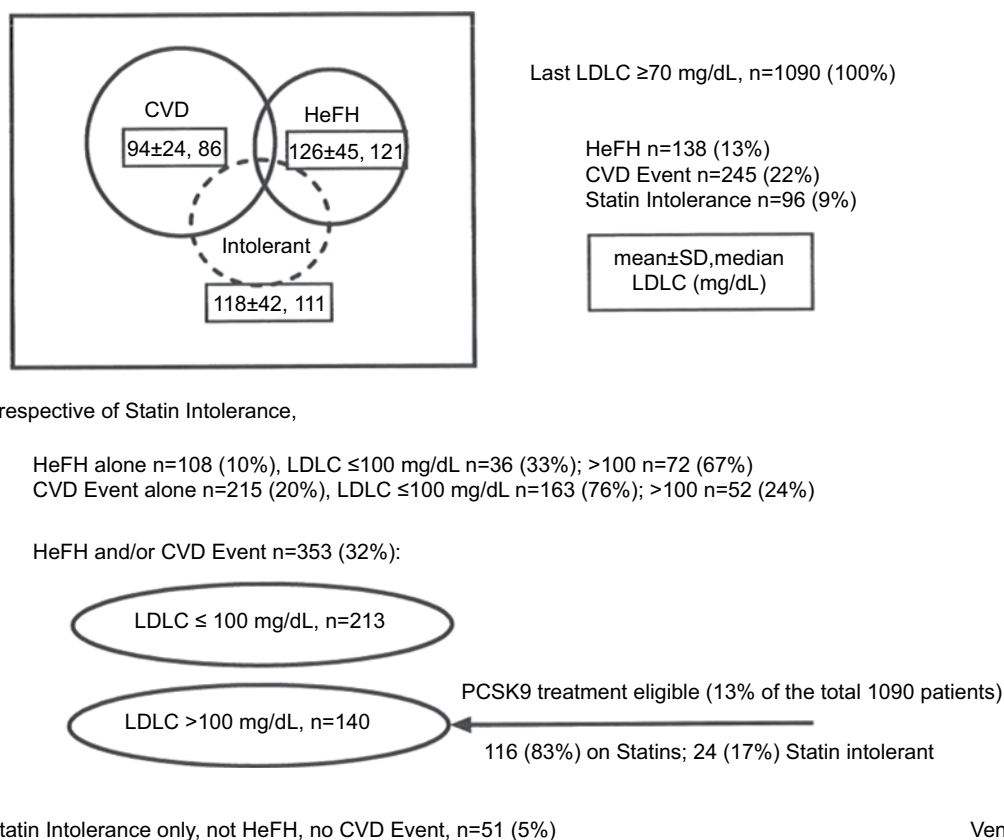 CVD
94±24, 86
HeFH
126±45, 121
Intolerant
118±42, 111
Last LDLC ≥70 mg/dL, n=1090 (100%)
HeFH n=138 (13%)
CVD Event n=245 (22%)
Statin Intolerance n=96 (9%)
mean±SD,median
LDLC (mg/dL)
respective of Statin Intolerance,
HeFH alone n=108 (10%), LDLC ≤100 mg/dL n=36 (33%); >100 n=72 (67%)
CVD Event alone n=215 (20%), LDLC ≤100 mg/dL n=163 (76%); >100 n=52 (24%)
HeFH and/or CVD Event n=353 (32%):
LDLC ≤ 100 mg/dL, n=213
LDLC >100 mg/dL, n=140
PCSK9 treatment eligible (13% of the total 1090 patients)
116 (83%) on Statins; 24 (17%) Statin intolerant
tatin Intolerance only, not HeFH, no CVD Event, n=51 (5%)
Ven